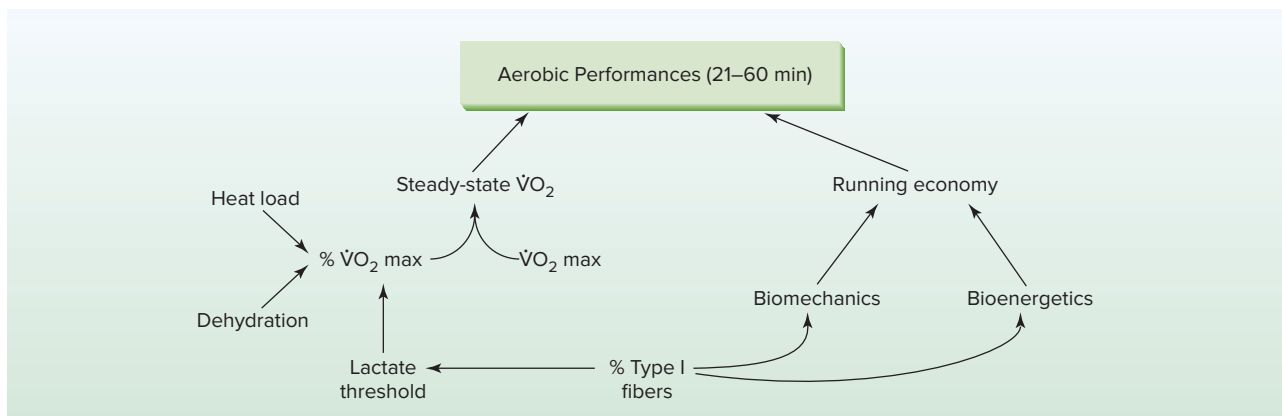 Aerobic Performances (21–60 min)
Steady-state V̇O₂
Running economy
Heat load
% V̇O₂ max
V̇O₂ max
Dehydration
Biomechanics
Bioenergetics
Lactate
threshold
% Type I
fibers